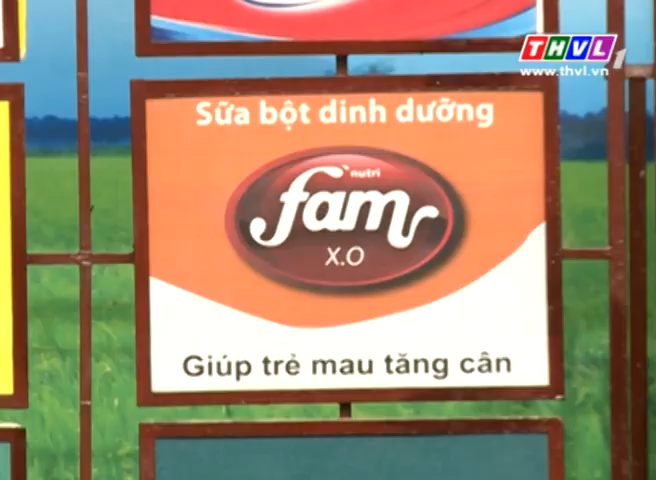 THVL1
www.thvl.vn
Sữa bột dinh dưỡng
nutri
fam
X.O
Giúp trẻ mau tăng cân